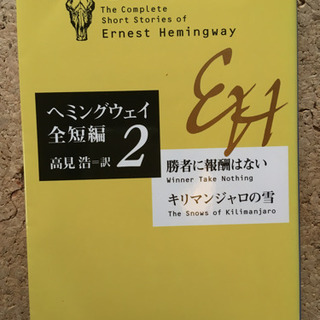 The Complete
Short Stories of
Ernest Hemingway
ヘミングウェイ
全短編
2
高見 浩=訳
EH
勝者に報酬はない
Winner Take Nothing
キリマンジャロの雪
The Snows of Kilimanjaro